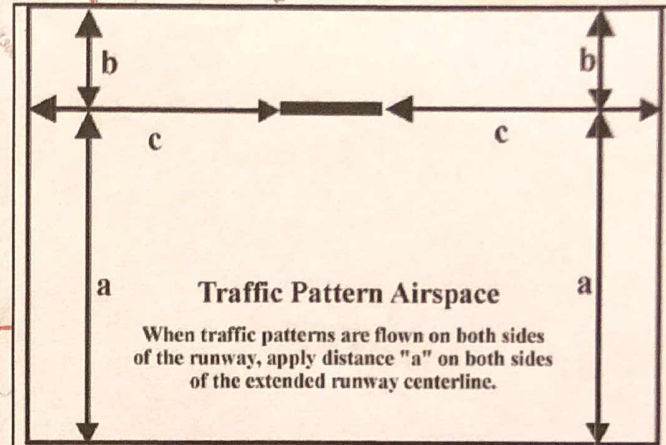 b
b
c
c
a
a
Traffic Pattern Airspace
When traffic patterns are flown on both sides
of the runway, apply distance "a" on both sides
of the extended runway centerline.